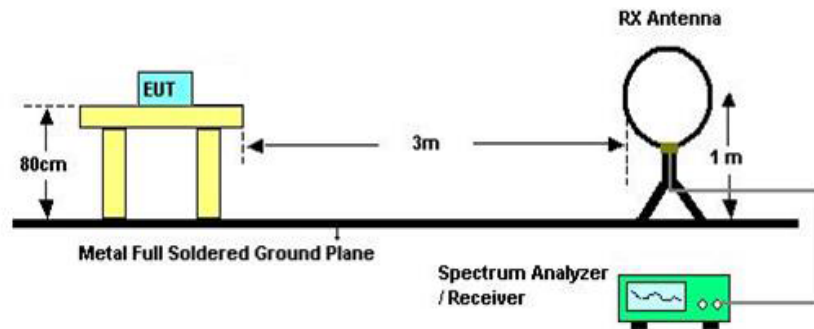 RX Antenna
EUT
3m
80cm
1 m
Metal Full Soldered Ground Plane
Spectrum Analyzer
/ Receiver